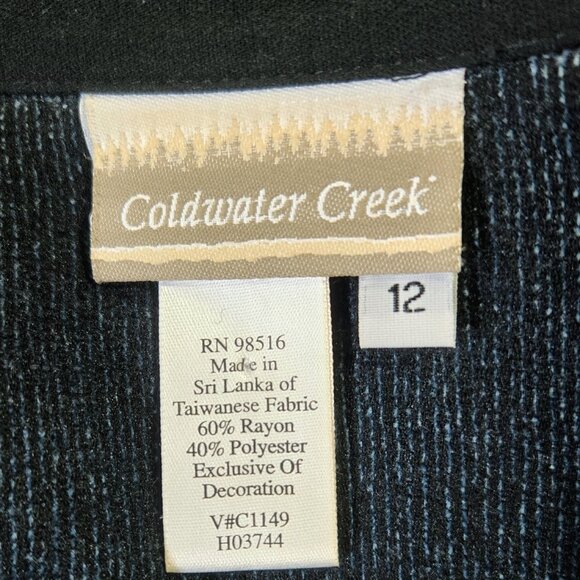 Coldwater Creek
12
RN 98516
Made in
Sri Lanka of
Taiwanese Fabric
60% Rayon
40% Polyester
Exclusive Of
Decoration
V#C1149
H03744